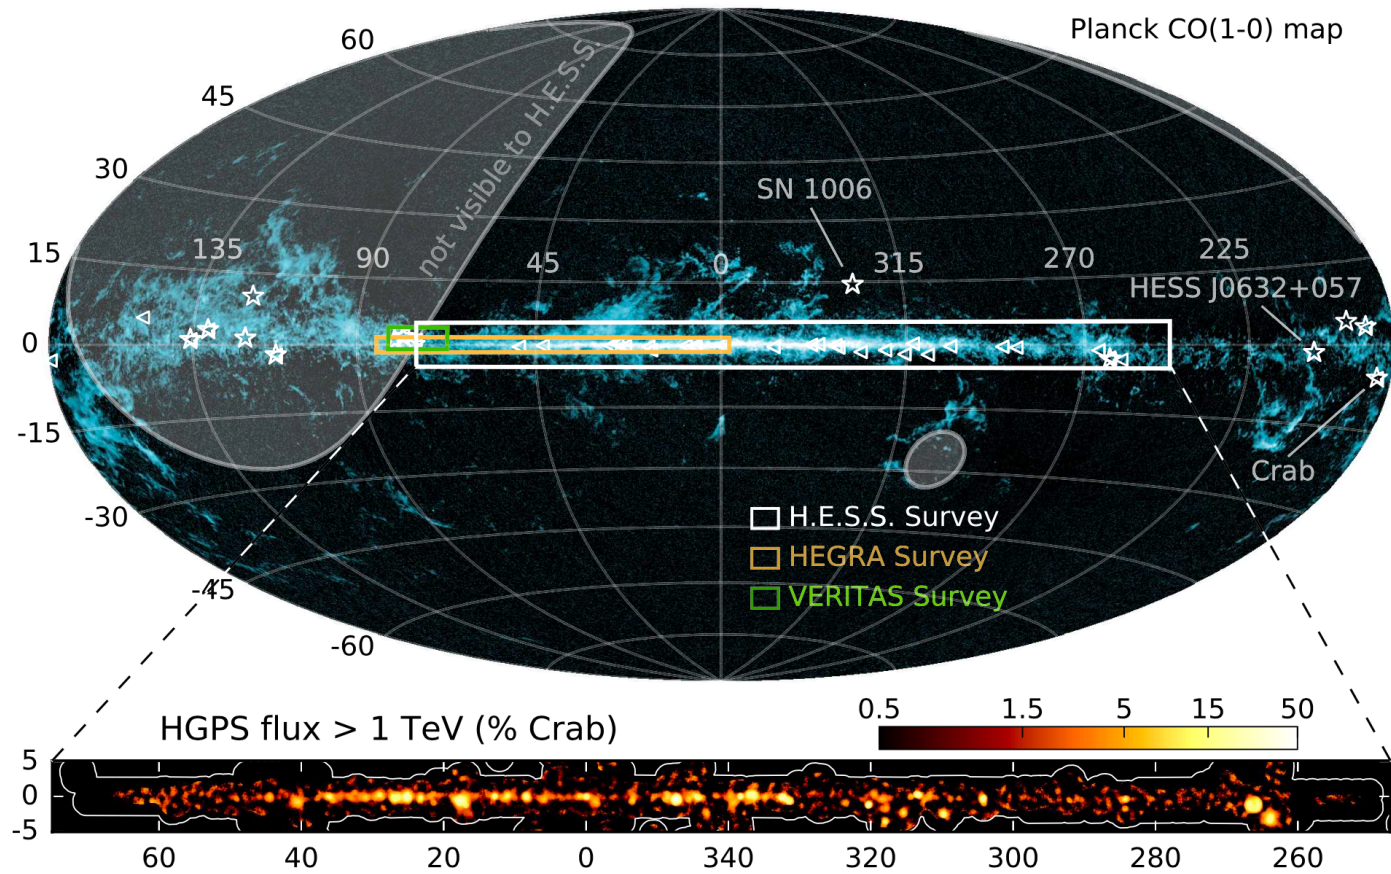 Planck CO(1-0) map
60
45
30
15
0
-15
-30
-45
-60
not visible to H.E.S.S.
SN 1006
135
90
45
0
315
270
225
HESS J0632+057
Crab
H.E.S.S. Survey
HEGRA Survey
VERITAS Survey
HGPS flux > 1 TeV (% Crab)
0.5 1.5 5 15 50
5
0
-5
60 40 20 0 340 320 300 280 260